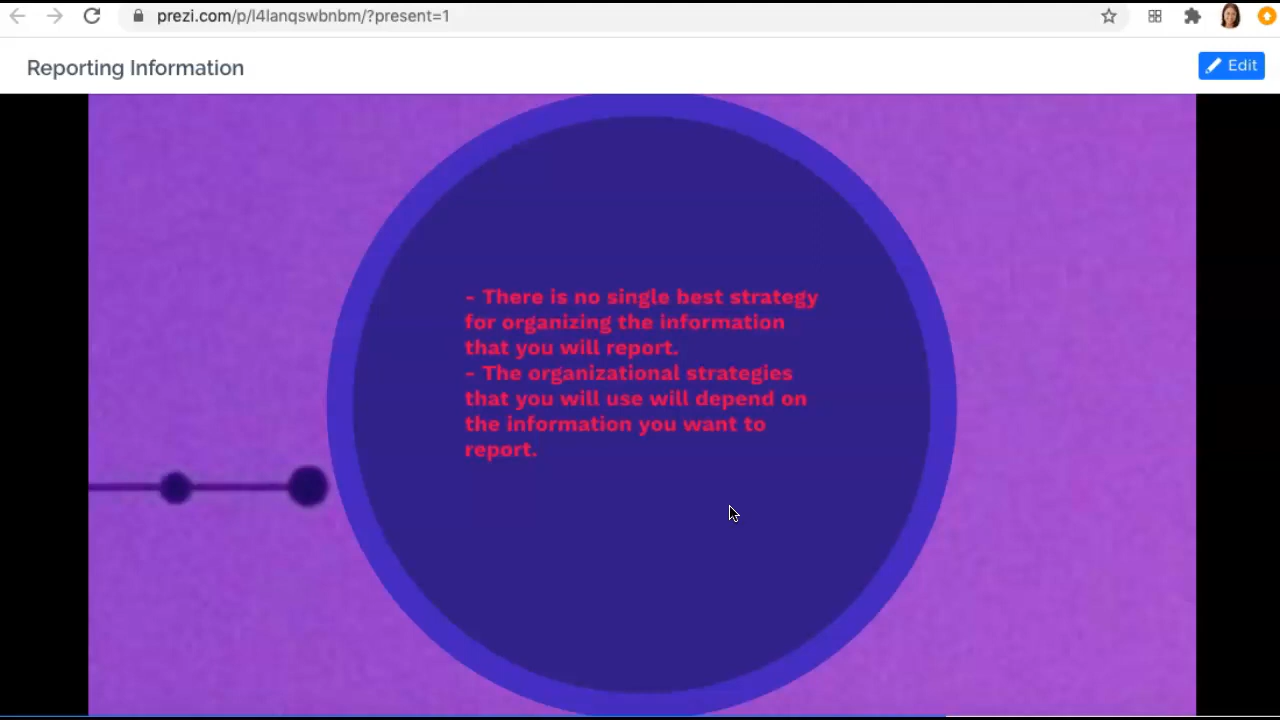 prezi.com/p/l4lanqswbnbm/?present=1
Reporting Information
Edit
- There is no single best strategy
for organizing the information
that you will report.
- The organizational strategies
that you will use will depend on
the information you want to
report.